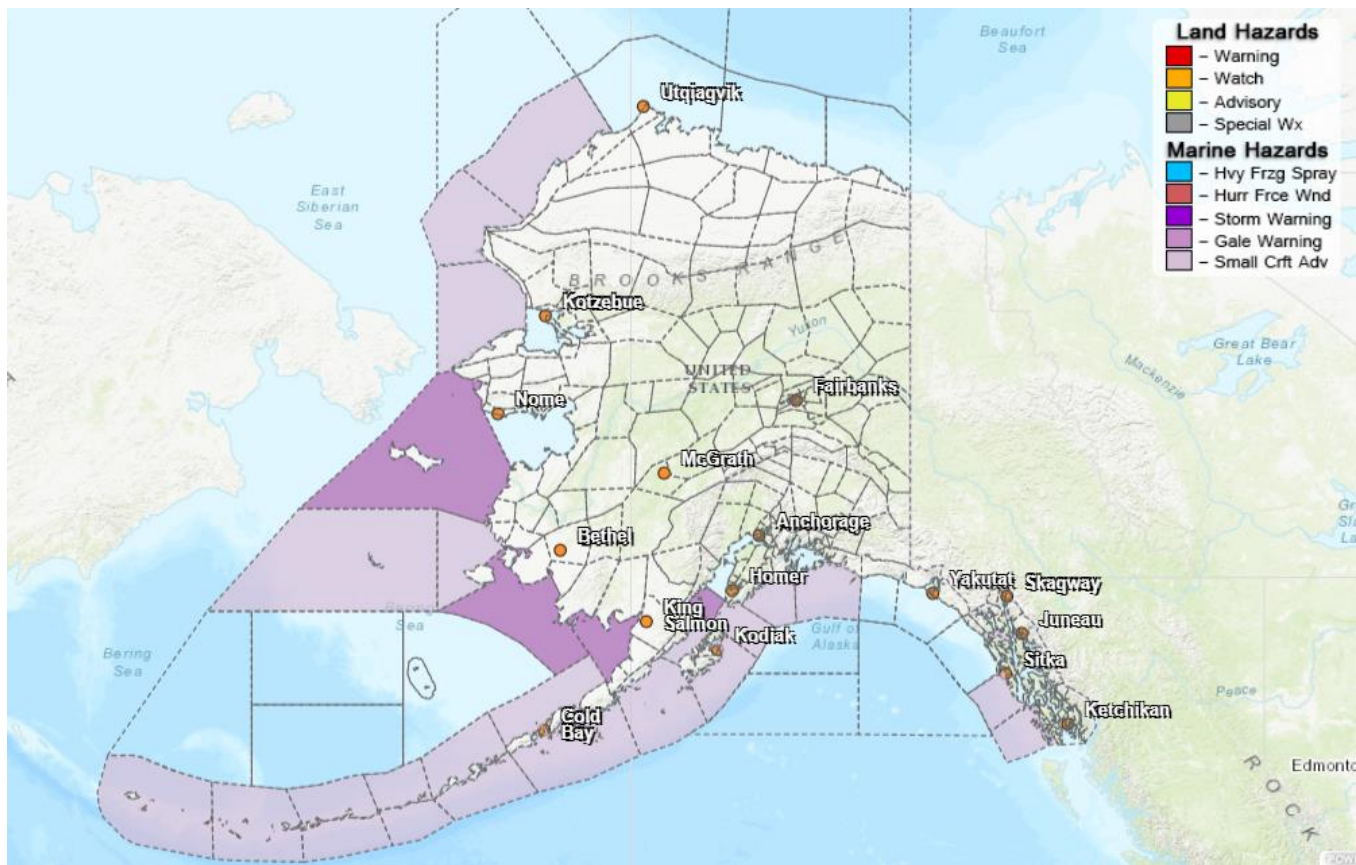 Land Hazards
- Warning
- Watch
- Advisory
- Special Wx
Marine Hazards
- Hvy Frzg Spray
- Hurr Frce Wnd
- Storm Warning
- Gale Warning
- Small Crft Adv
Beaufort
Sea
Utqiagvik
East
Siberian
Sea
BROOKS RANGE
Kotzebue
Yukon
Great Bear
Lake
Mackenzie
UNITED
STATES
Fairbanks
Nome
McGrath
Anchorage
Bethel
Homer
Yakutat
Skagway
King
Salmon
Juneau
Kodiak
Gulf of
Alaska
Sea
Bering
Sea
Sitka
Peace
Cold
Bay
Ketchikan
Edmonto
ROCK